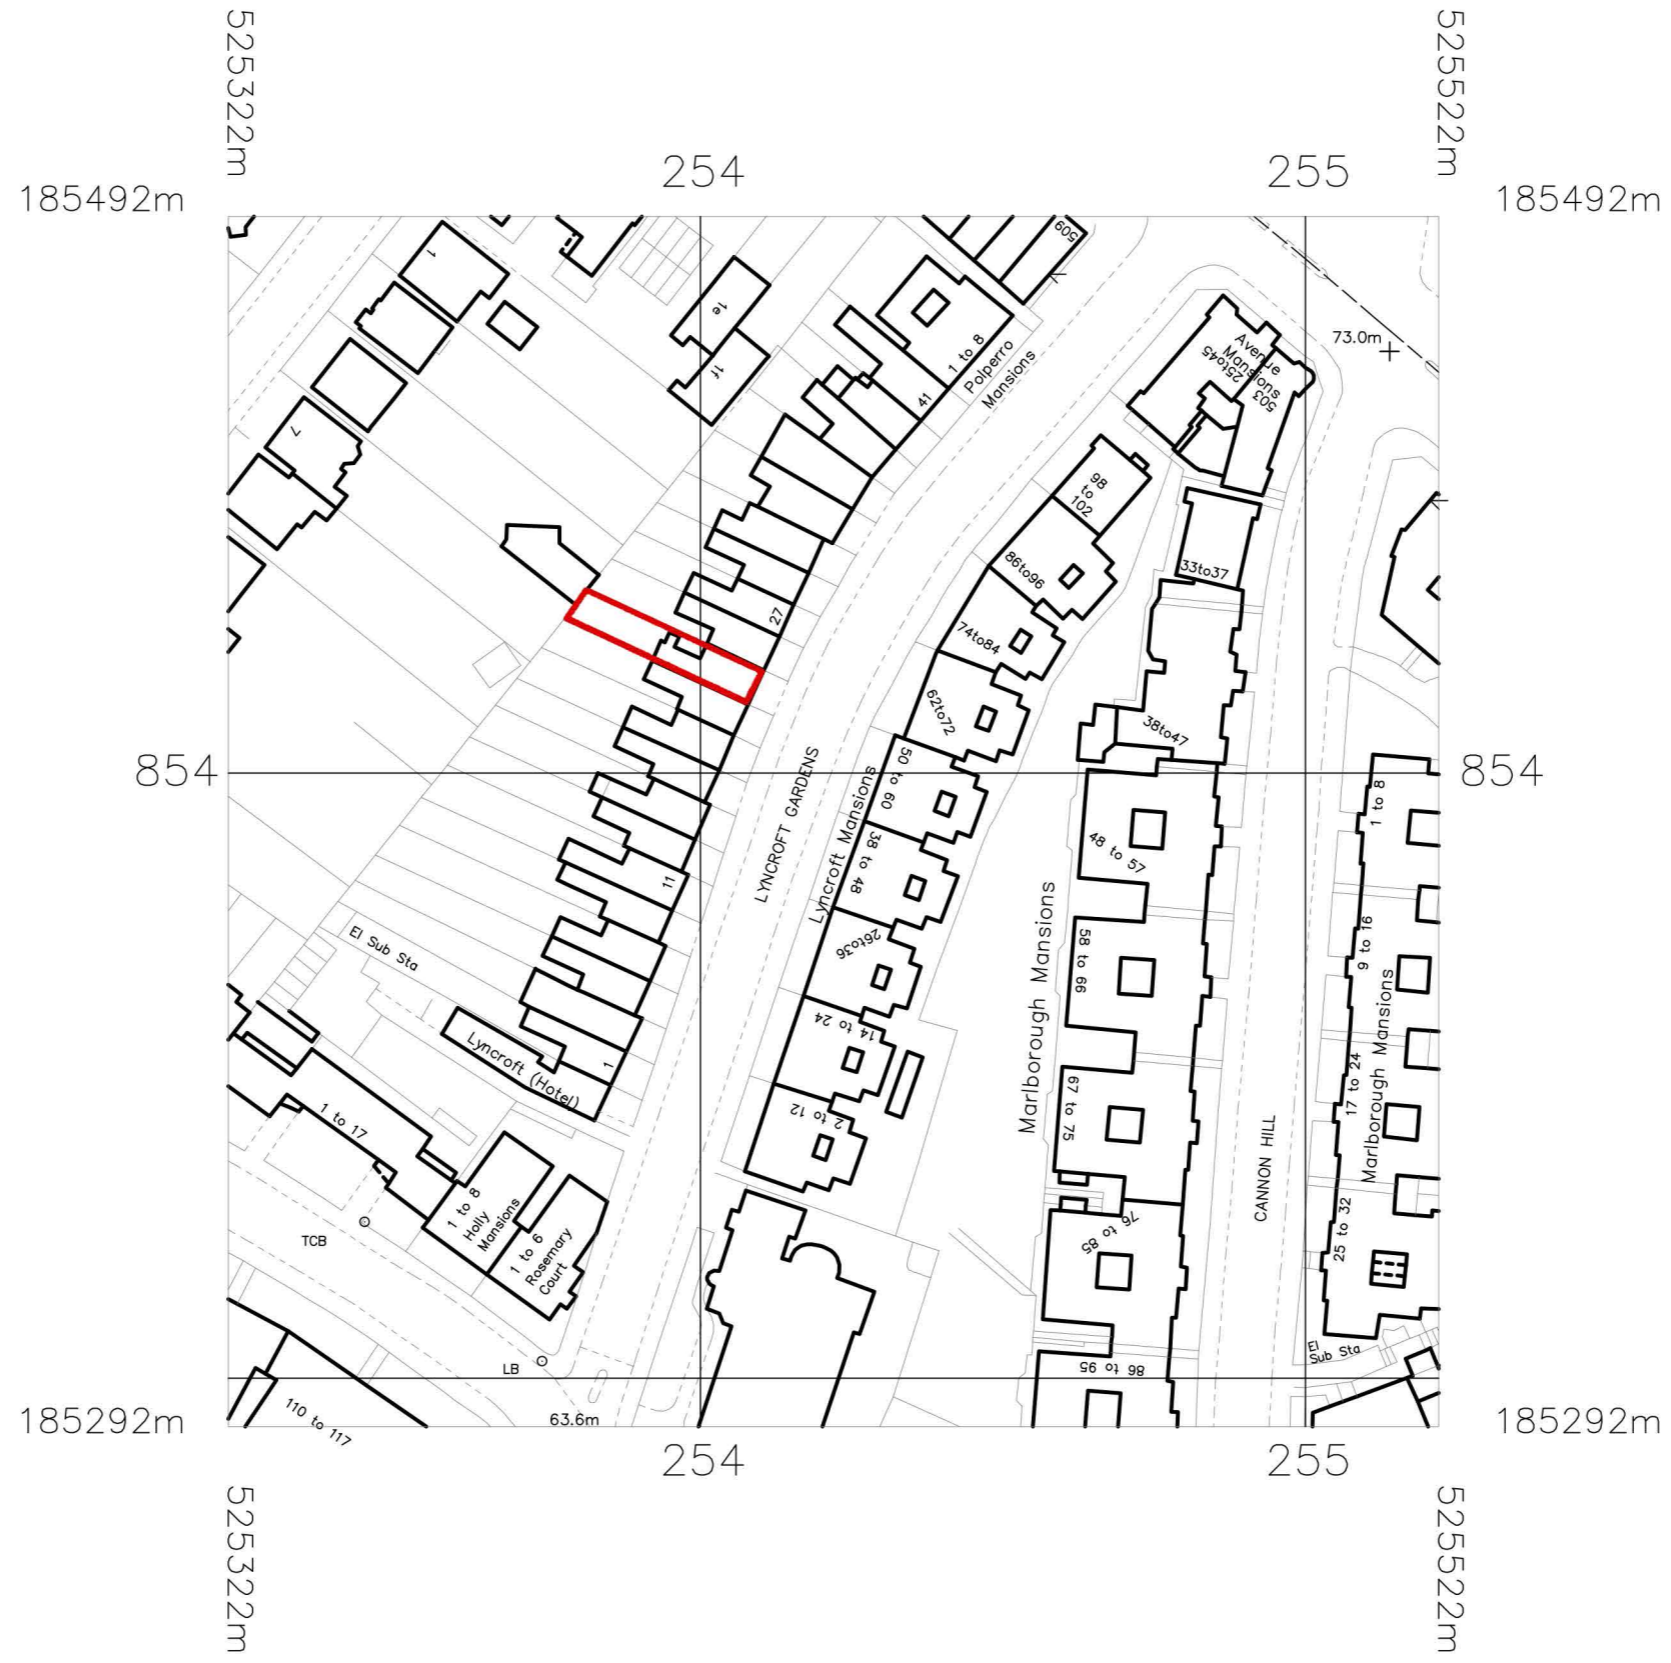 525322m
525522m
254
255
185492m
185492m
1
1e
1f
509
1 to 8
Polperro
Mansions
41
73.0m
Avenue
Mansions
25to45
503
7
98
to
102
86to96
33to37
27
74to84
62to72
38to47
LYNCROFT GARDENS
Lyncroft Mansions
50 to 60
854
854
1 to 8
48 to 57
38 to 48
11
Marlborough Mansions
26to36
El Sub Sta
58 to 66
9 to 16
Marlborough Mansions
14 to 24
Lyncroft (Hotel)
1
17 to 24
67 to 75
2 to 12
1 to 17
CANNON HILL
1 to 8
Holly
Mansions
1 to 6
Rosemary
Court
76 to 85
25 to 32
TCB
El
Sub Sta
LB
86 to 95
110 to 117
63.6m
185292m
185292m
254
255
525322m
525522m